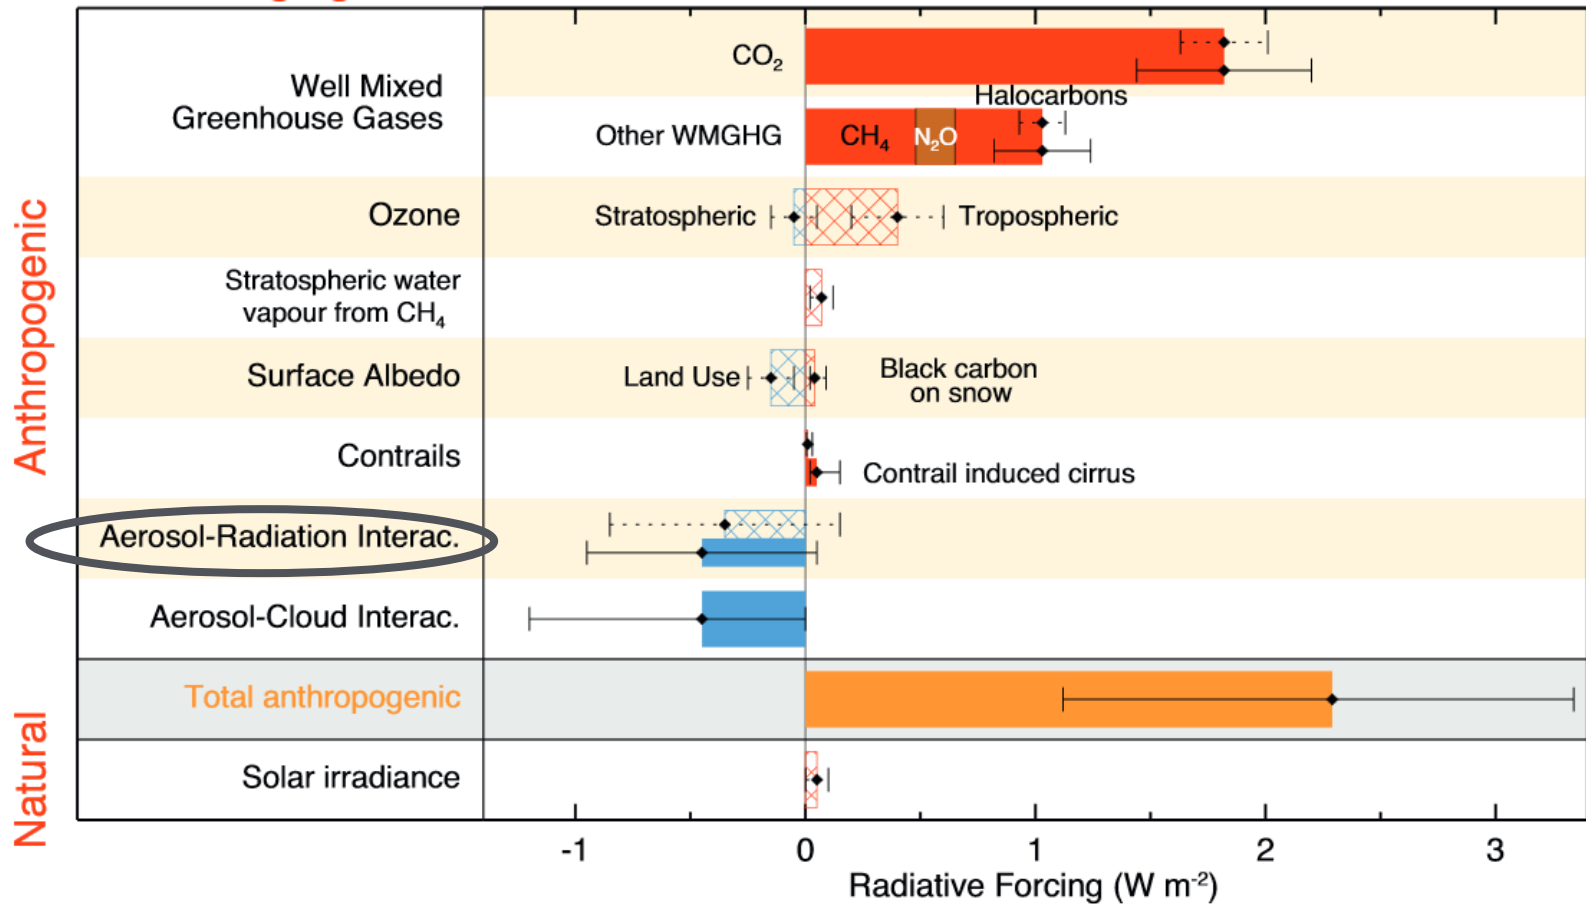 Anthropogenic
Natural
Well Mixed
Greenhouse Gases
CO₂
Halocarbons
Other WMGHG
CH₄
N₂O
Ozone
Stratospheric
Tropospheric
Stratospheric water
vapour from CH₄
Surface Albedo
Land Use
Black carbon
on snow
Contrails
Contrail induced cirrus
Aerosol-Radiation Interac.
Aerosol-Cloud Interac.
Total anthropogenic
Solar irradiance
-1 0 1 2 3
Radiative Forcing (W m⁻²)